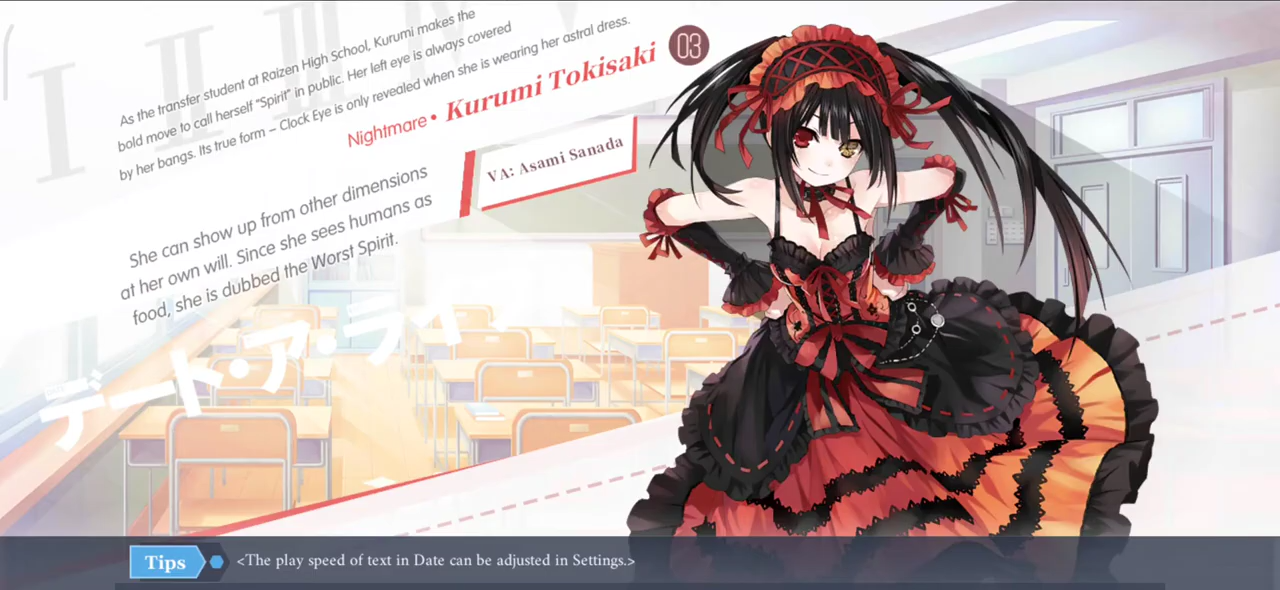 I II III IV
As the transfer student at Raizen High School, Kurumi makes the
bold move to call herself "Spirit" in public. Her left eye is always covered
by her bangs. Its true form – Clock Eye is only revealed when she is wearing her astral dress.
Nightmare • Kurumi Tokisaki 03
VA: Asami Sanada
She can show up from other dimensions
at her own will. Since she sees humans as
food, she is dubbed the Worst Spirit.
デート・ア・ライ
Tips <The play speed of text in Date can be adjusted in Settings.>